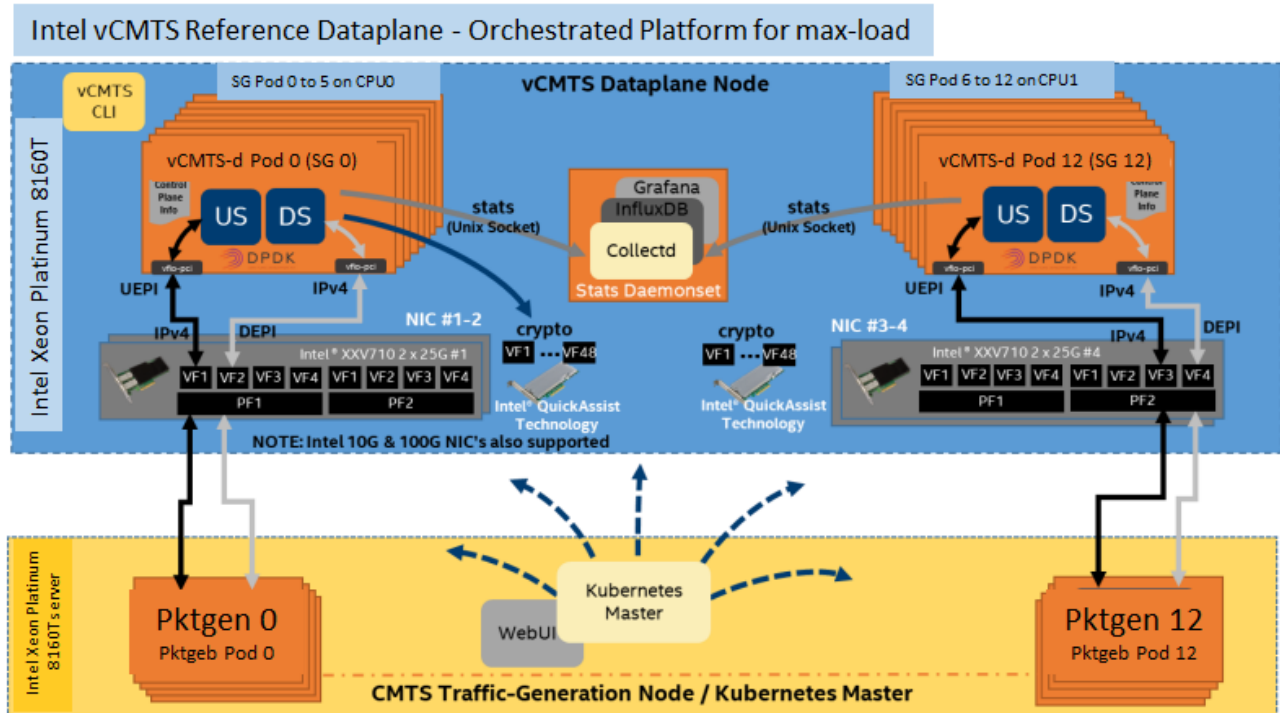 Intel vCMTS Reference Dataplane - Orchestrated Platform for max-load
vCMTS
CLI
SG Pod 0 to 5 on CPU0
vCMTS Dataplane Node
SG Pod 6 to 12 on CPU1
Intel Xeon Platinum 8160T
vCMTS-d Pod 0 (SG 0)
Control
Plane
Info
US
DS
DPDK
vfio-pci
vfio-pci
stats
(Unix Socket)
Grafana
InfluxDB
Collectd
Stats Daemonset
stats
(Unix Socket)
vCMTS-d Pod 12 (SG 12)
US
DS
Control
Plane
Info
DPDK
vfio-pci
vfio-pci
UEPI
IPv4
IPv4
DEPI
NIC #1-2
Intel® XXV710 2 x 25G #1
VF1 VF2 VF3 VF4 VF1 VF2 VF3 VF4
PF1 PF2
crypto
VF1 ... VF48
Intel® QuickAssist
Technology
crypto
VF1 ... VF48
Intel® QuickAssist
Technology
UEPI
IPv4
IPv4
DEPI
NIC #3-4
Intel® XXV710 2 x 25G #4
VF1 VF2 VF3 VF4 VF1 VF2 VF3 VF4
PF1 PF2
NOTE: Intel 10G & 100G NIC's also supported
Intel Xeon Platinum
8160T server
Pktgen 0
Pktgeb Pod 0
Kubernetes
Master
WebUI
Pktgen 12
Pktgeb Pod 12
CMTS Traffic-Generation Node / Kubernetes Master